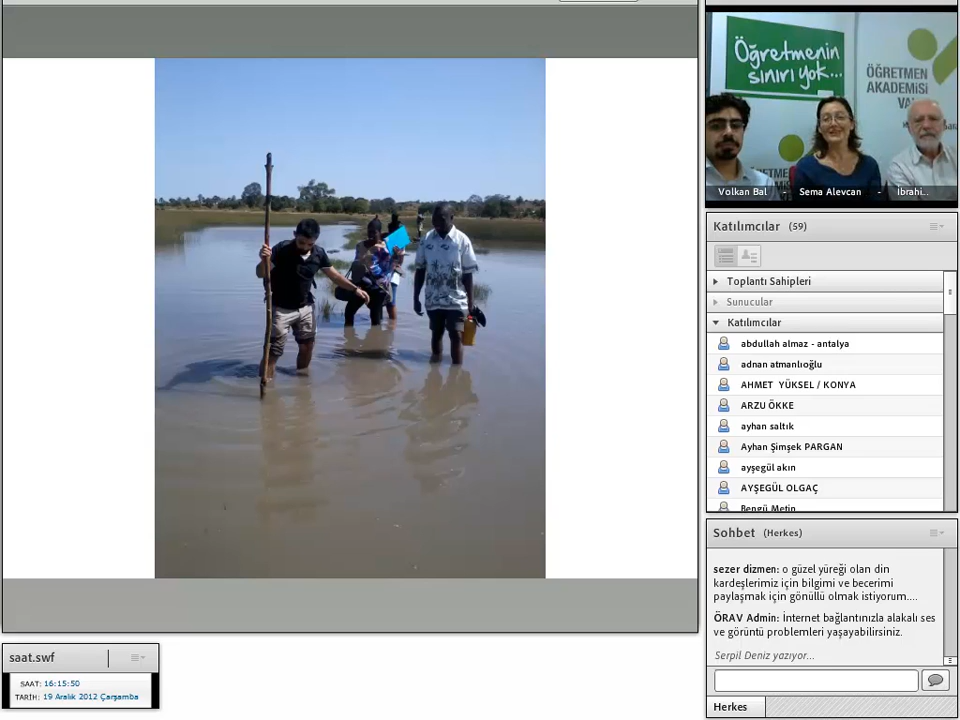 Öğretmenin
sınırı yok...
ÖĞRETMEN
AKADEMİSİ
Volkan Bal - Sema Alevcan - İbrahi...
Katılımcılar (59)
Toplantı Sahipleri
Sunucular
Katılımcılar
abdullah almaz - antalya
adnan atmanlıoğlu
AHMET YÜKSEL / KONYA
ARZU ÖKKE
ayhan saltık
Ayhan Şimşek PARGAN
ayşegül akın
AYŞEGÜL OLGAÇ
Bengü Metin
Sohbet (Herkes)
sezer dizmen: o güzel yüreği olan din
kardeşlerimiz için bilgimi ve becerimi
paylaşmak için gönüllü olmak istiyorum....
ÖRAV Admin: İnternet bağlantınızla alakalı ses
ve görüntü problemleri yaşayabilirsiniz.
Serpil Deniz yazıyor...
Herkes
saat.swf
SAAT: 16:15:50
TARİH: 19 Aralık 2012 Çarşamba